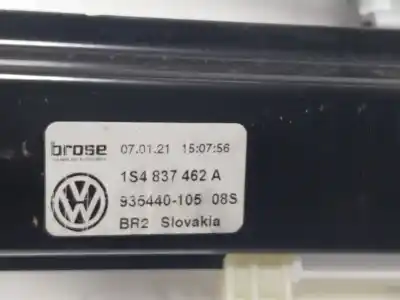 brose 07.01.21 15:07:56
1S4 837 462 A
935440-105 08S
BR2 Slovakia